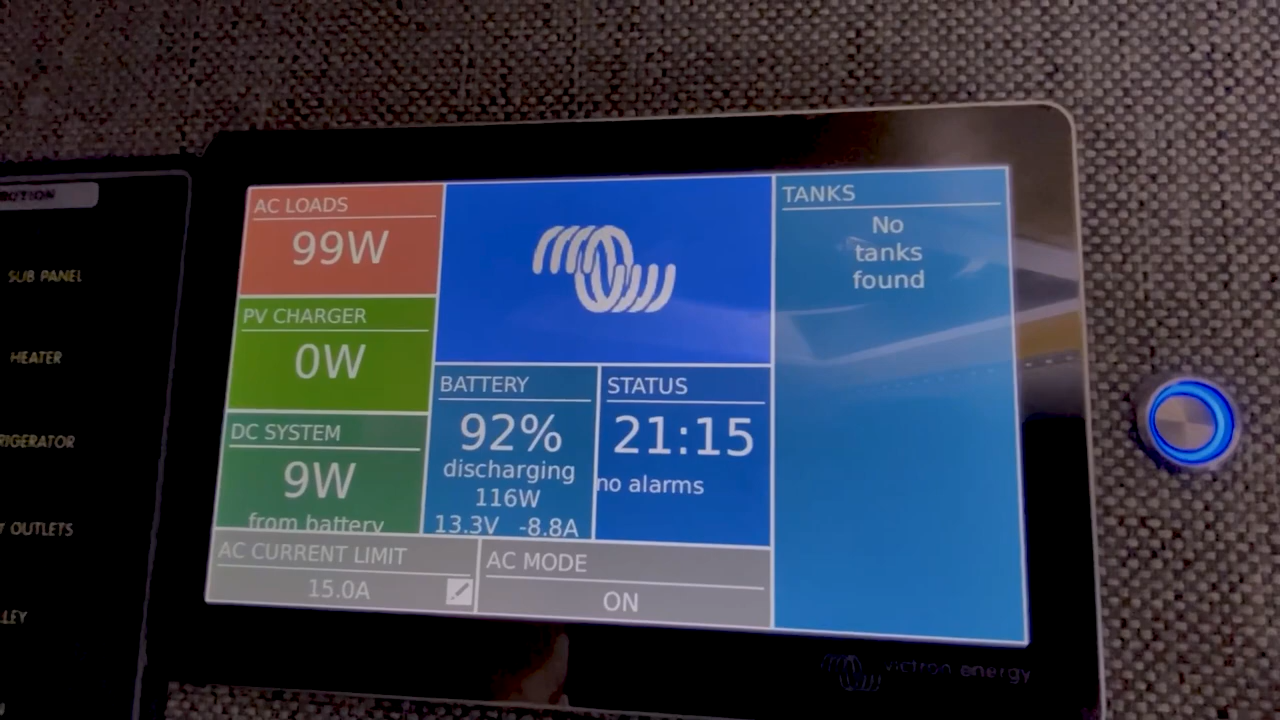 SUB PANEL
HEATER
AC LOADS
99W
PV CHARGER
0W
DC SYSTEM
9W
from battery
BATTERY
92%
discharging
116W
13.3V -8.8A
STATUS
21:15
no alarms
TANKS
No
tanks
found
AC CURRENT LIMIT
15.0A
AC MODE
ON
victron energy